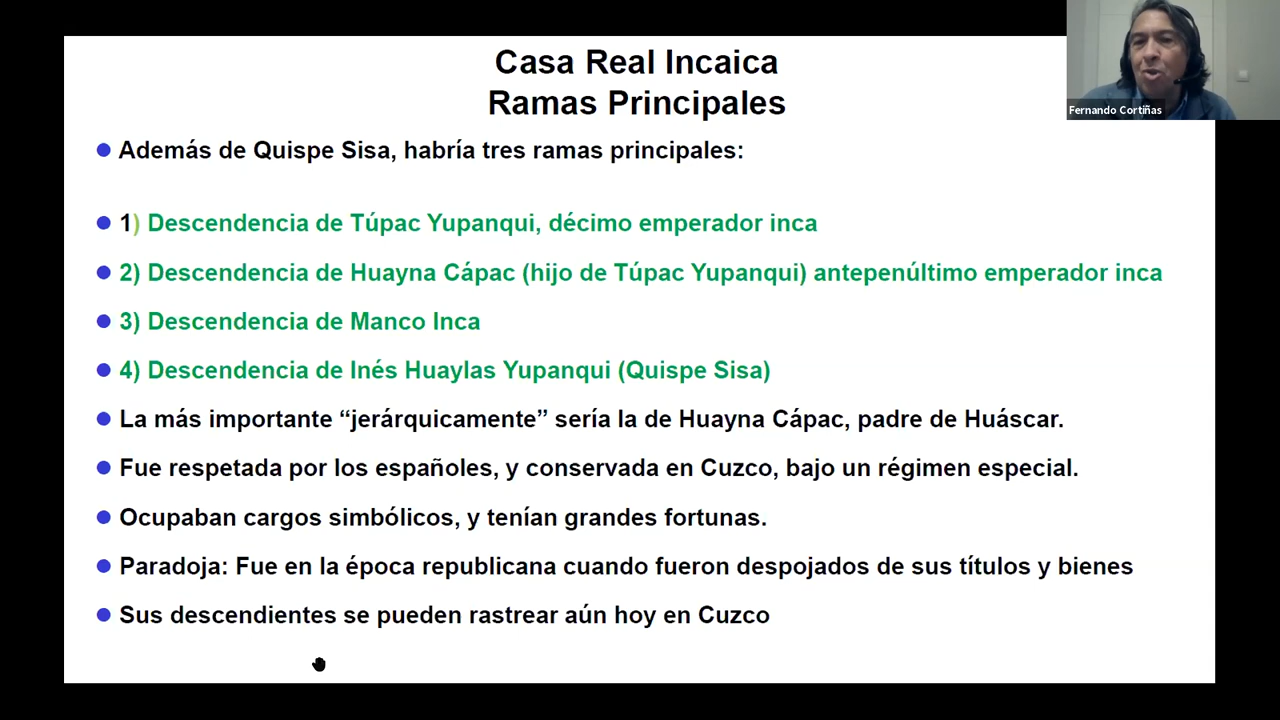 Casa Real Incaica
Ramas Principales
Además de Quispe Sisa, habría tres ramas principales:
1) Descendencia de Túpac Yupanqui, décimo emperador inca
2) Descendencia de Huayna Cápac (hijo de Túpac Yupanqui) antepenúltimo emperador inca
3) Descendencia de Manco Inca
4) Descendencia de Inés Huaylas Yupanqui (Quispe Sisa)
La más importante “jerárquicamente” sería la de Huayna Cápac, padre de Huáscar.
Fue respetada por los españoles, y conservada en Cuzco, bajo un régimen especial.
Ocupaban cargos simbólicos, y tenían grandes fortunas.
Paradoja: Fue en la época republicana cuando fueron despojados de sus títulos y bienes
Sus descendientes se pueden rastrear aún hoy en Cuzco
Fernando Cortiñas